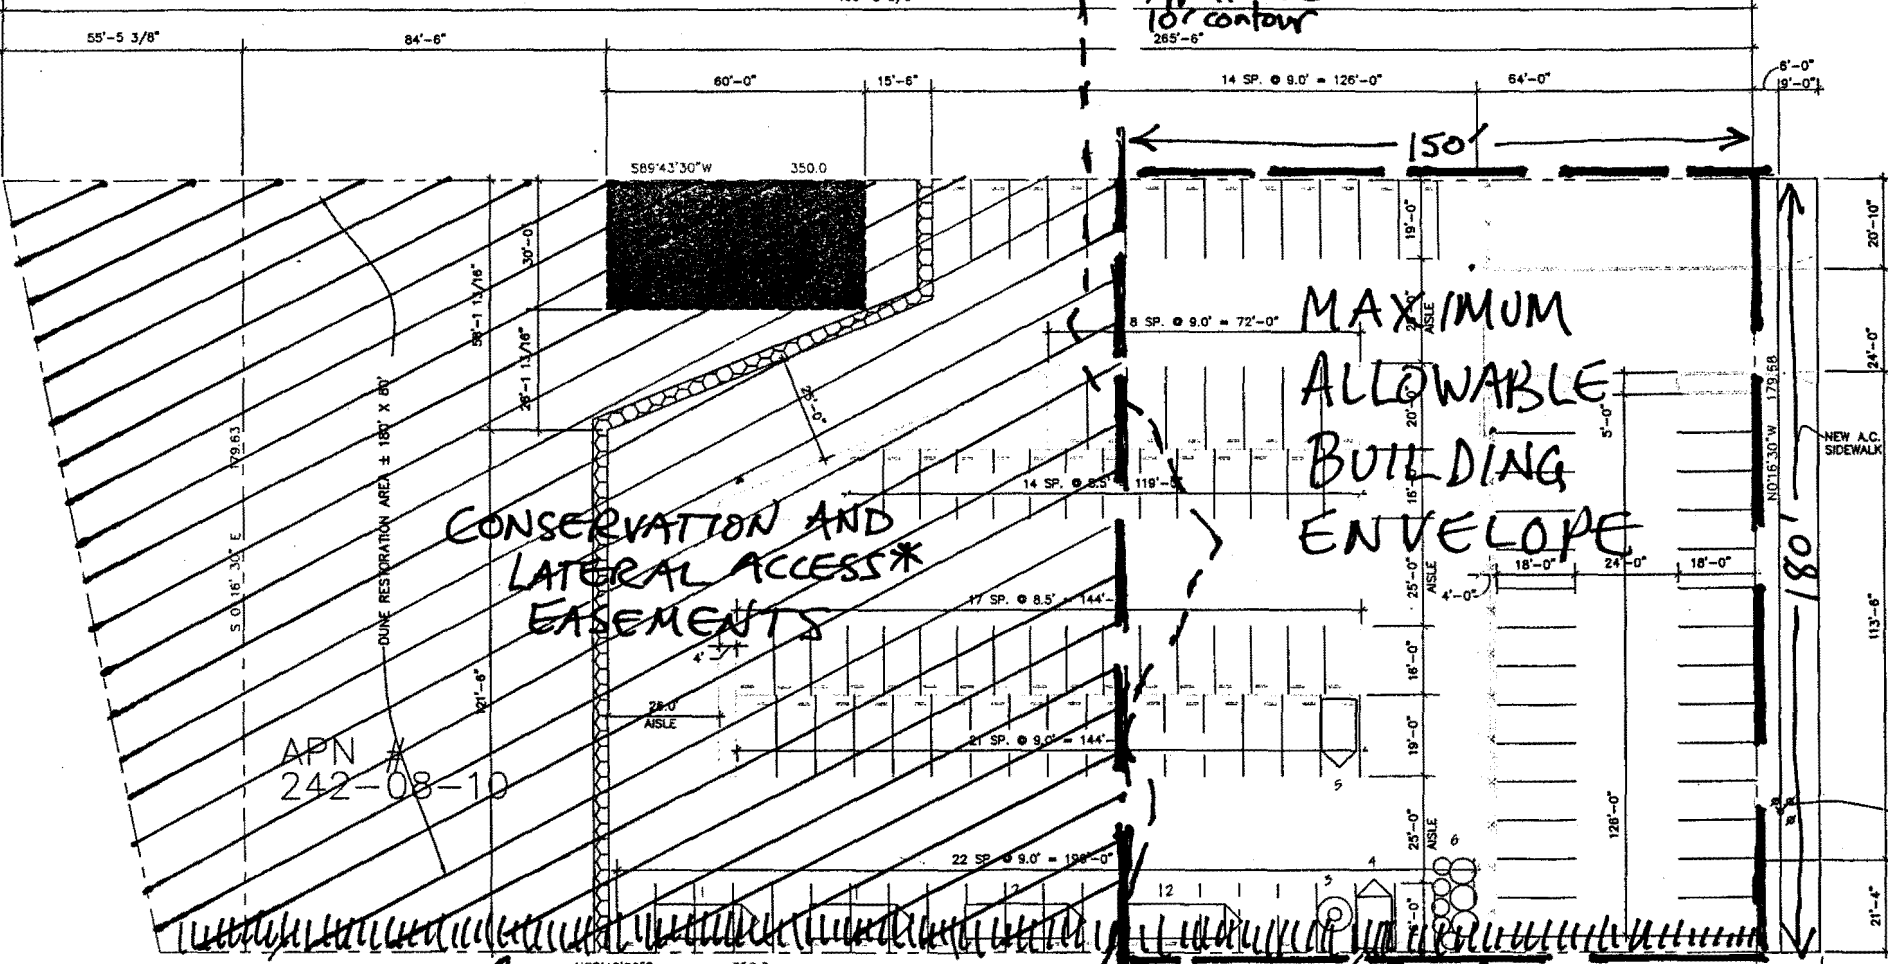 10' contour
55'-5 3/8"
84'-6"
265'-6"
60'-0"
15'-6"
14 SP. @ 9.0' = 126'-0"
64'-0"
6'-0"
9'-0"
150'
S89°43'30"W 350.0
19'-0"
20'-10"
30'-0"
58'-1 13/16"
28'-1 13/16"
8 SP. @ 9.0' = 72'-0"
AISLE
24'-0"
MAXIMUM
ALLOWABLE
BUILDING
ENVELOPE
20'-0"
5'-0"
N0°16'30"W 179.58
NEW A.C.
SIDEWALK
S 0°16' 30" E 179.63
DUNE RESTORATION AREA ± 180' X 80'
14 SP. @ 8.5' 119'-
CONSERVATION AND
LATERAL ACCESS*
EASEMENTS
18'-0"
24'-0"
18'-0"
25'-0"
AISLE
4'-0"
180'
17 SP. @ 8.5' = 144'-
4'
16'-0"
113'-6"
121'-6"
AISLE
19'-0"
21 SP. @ 9.0' = 144'-
5
APN #
242-08-10
126'-0"
25'-0"
AISLE
6
22 SP. @ 9.0' = 198'-0"
4
12
21'-4"